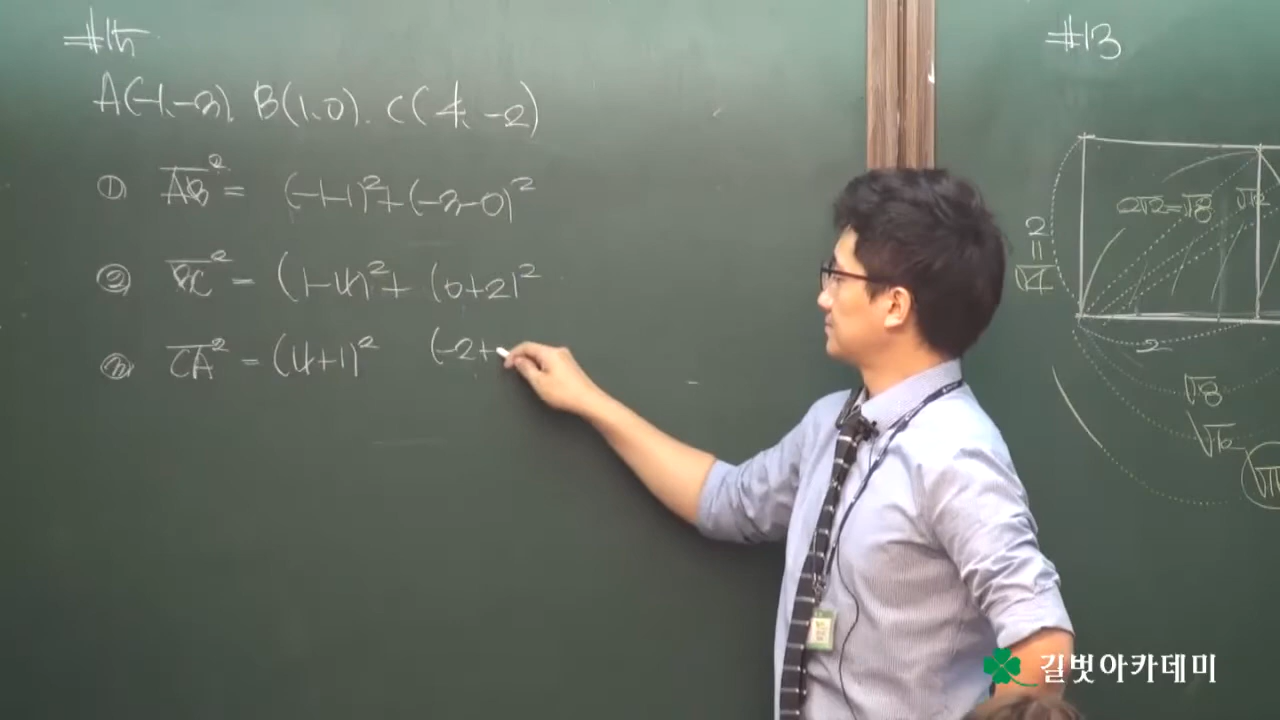 #15
A(-1,-3), B(1,0), C(4,-2)
① AB² = (-1-1)²+(-3-0)²
② BC² = (1-4)²+(0+2)²
③ CA² = (4+1)² (-2+
#13
2√2=√8
2
=
√4
2
√8
길벗아카데미